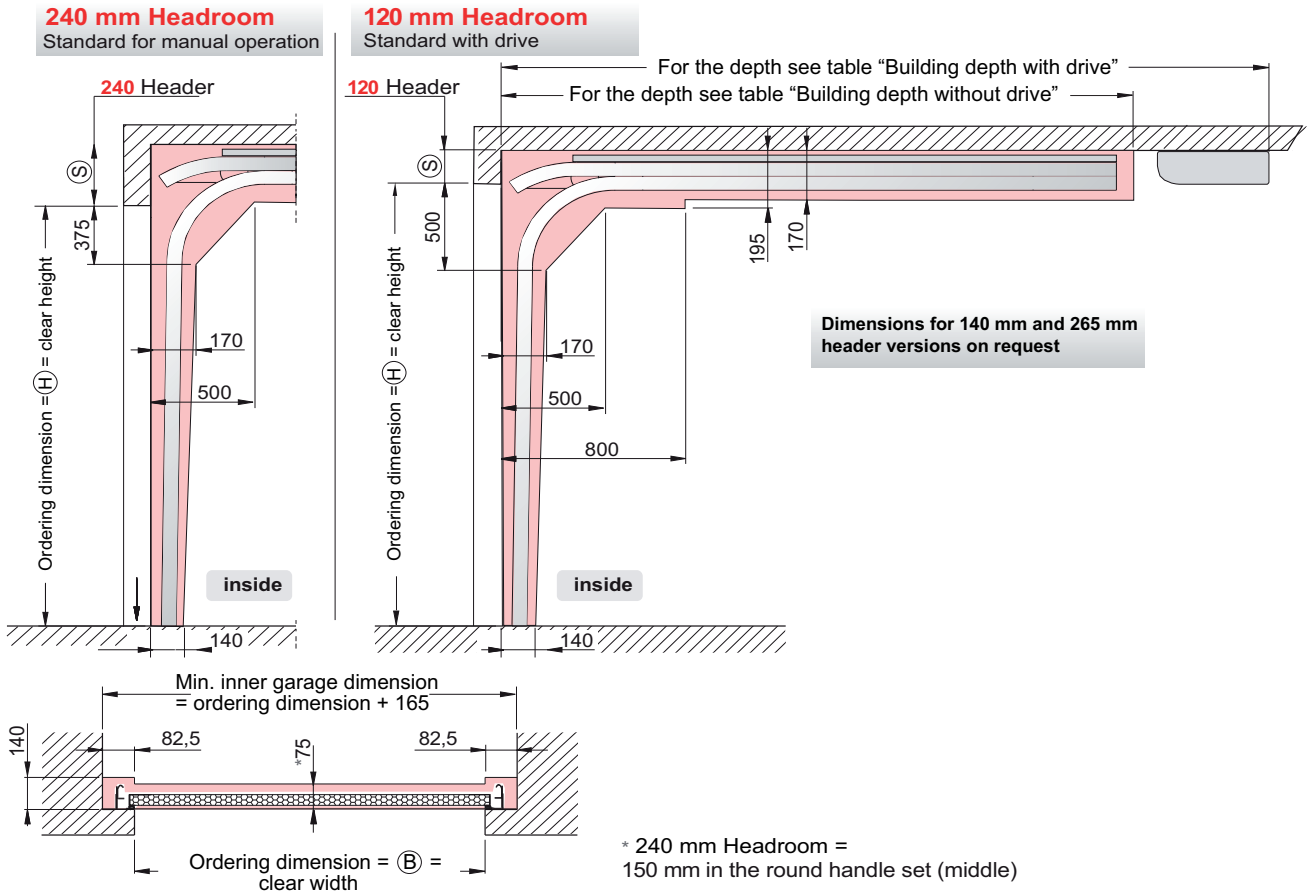 240 mm Headroom
Standard for manual operation
240 Header
Ⓢ
375
Ordering dimension = Ⓗ = clear height
170
500
inside
140
120 mm Headroom
Standard with drive
120 Header
For the depth see table “Building depth with drive”
For the depth see table “Building depth without drive”
Ⓢ
500
195
170
Ordering dimension = Ⓗ = clear height
170
500
800
Dimensions for 140 mm and 265 mm
header versions on request
inside
140
Min. inner garage dimension
= ordering dimension + 165
140
82,5
*75
82,5
Ordering dimension = Ⓑ =
clear width
* 240 mm Headroom =
150 mm in the round handle set (middle)